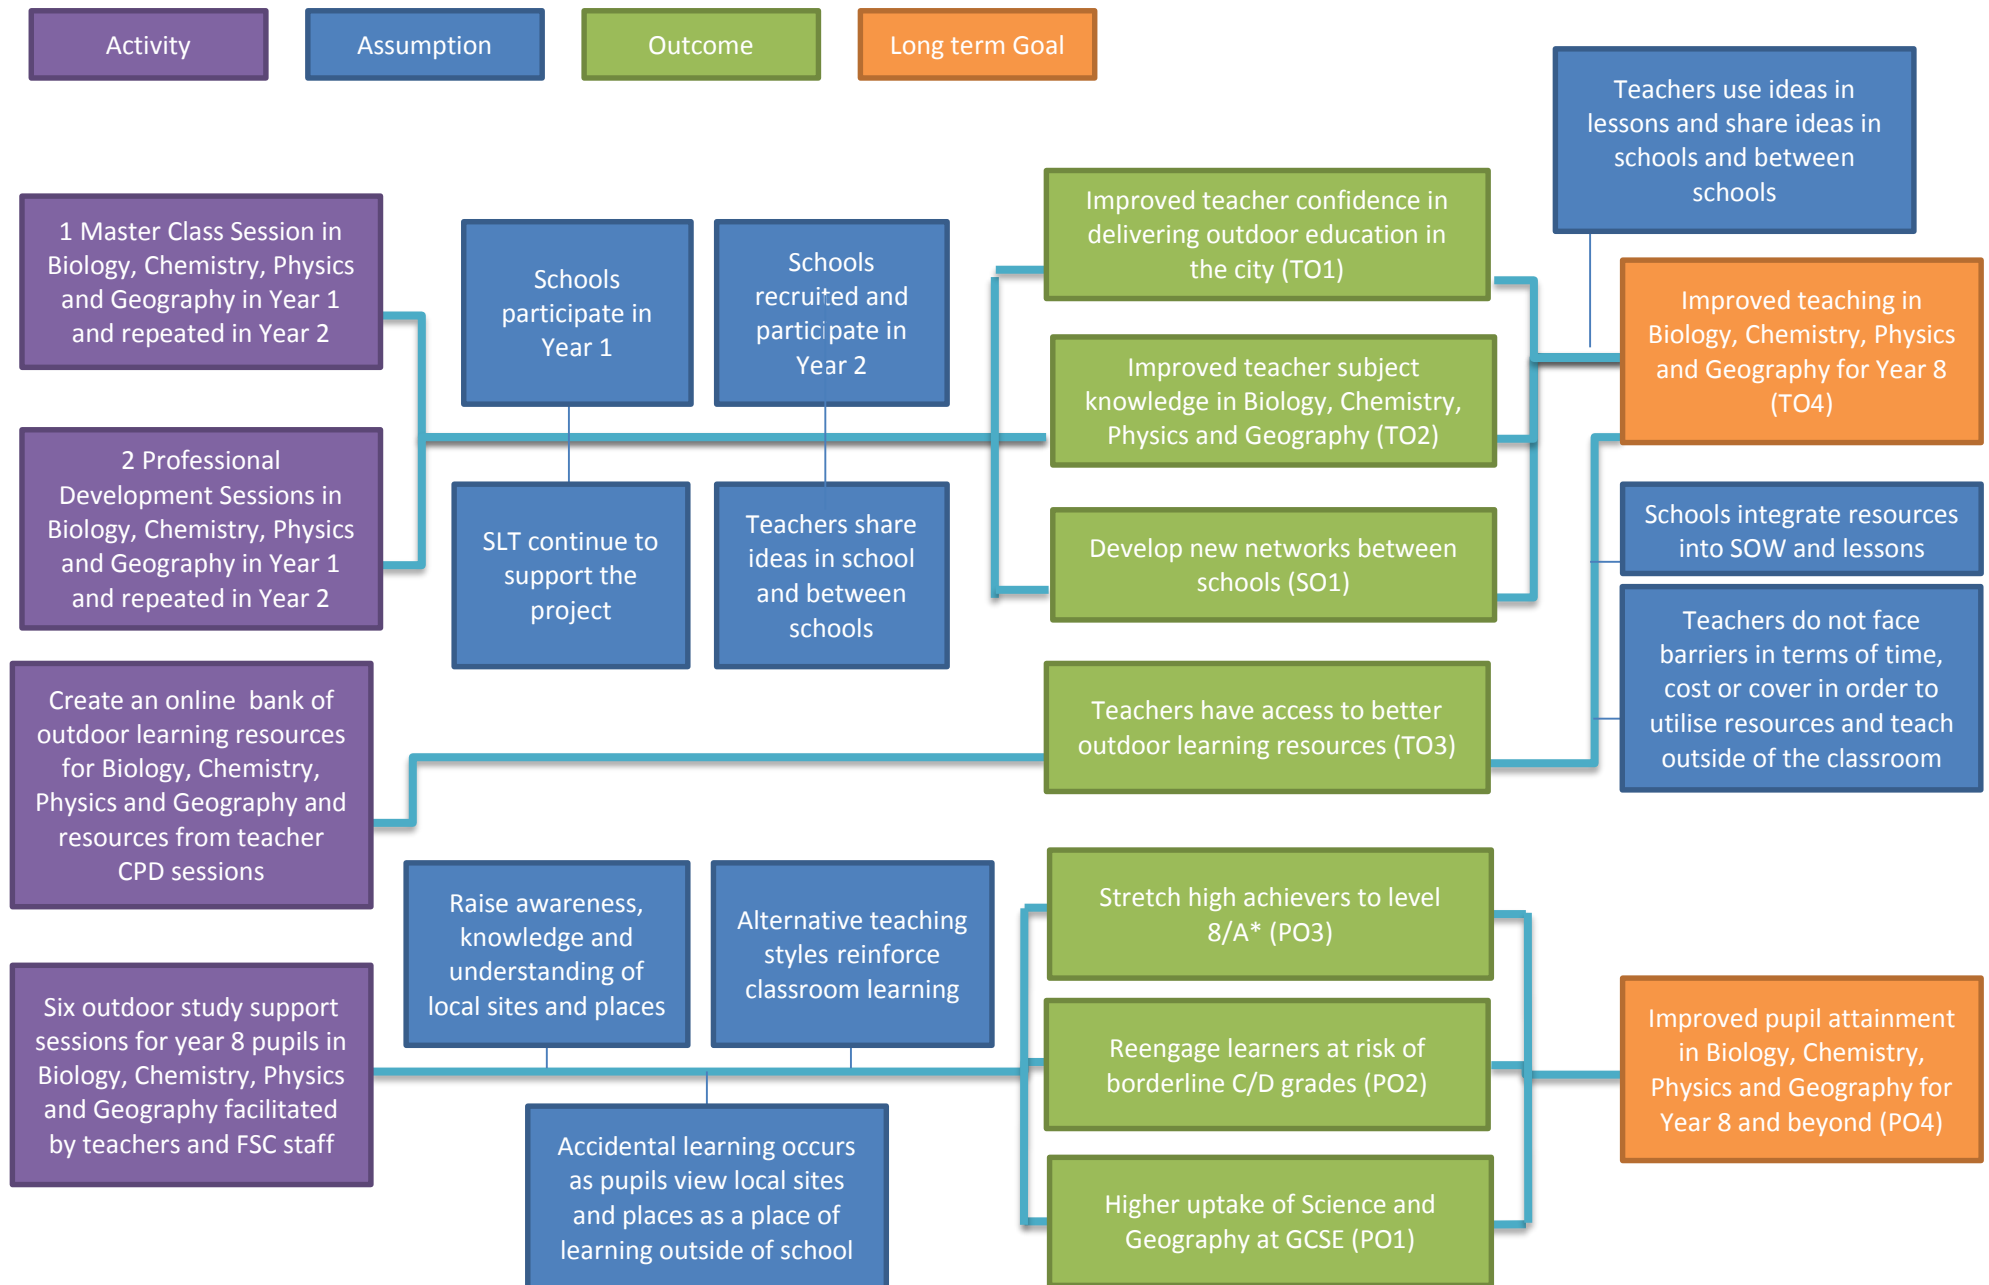 Activity
Assumption
Outcome
Long term Goal
Teachers use ideas in
lessons and share ideas in
schools and between
schools
1 Master Class Session in
Biology, Chemistry, Physics
and Geography in Year 1
and repeated in Year 2
Schools
participate in
Year 1
Schools
recruited and
participate in
Year 2
Improved teacher confidence in
delivering outdoor education in
the city (TO1)
Improved teaching in
Biology, Chemistry, Physics
and Geography for Year 8
(TO4)
Improved teacher subject
knowledge in Biology, Chemistry,
Physics and Geography (TO2)
2 Professional
Development Sessions in
Biology, Chemistry, Physics
and Geography in Year 1
and repeated in Year 2
SLT continue to
support the
project
Teachers share
ideas in school
and between
schools
Develop new networks between
schools (SO1)
Schools integrate resources
into SOW and lessons
Teachers do not face
barriers in terms of time,
cost or cover in order to
utilise resources and teach
outside of the classroom
Create an online  bank of
outdoor learning resources
for Biology, Chemistry,
Physics and Geography and
resources from teacher
CPD sessions
Teachers have access to better
outdoor learning resources (TO3)
Raise awareness,
knowledge and
understanding of
local sites and places
Alternative teaching
styles reinforce
classroom learning
Stretch high achievers to level
8/A* (PO3)
Six outdoor study support
sessions for year 8 pupils in
Biology, Chemistry, Physics
and Geography facilitated
by teachers and FSC staff
Reengage learners at risk of
borderline C/D grades (PO2)
Improved pupil attainment
in Biology, Chemistry,
Physics and Geography for
Year 8 and beyond (PO4)
Accidental learning occurs
as pupils view local sites
and places as a place of
learning outside of school
Higher uptake of Science and
Geography at GCSE (PO1)